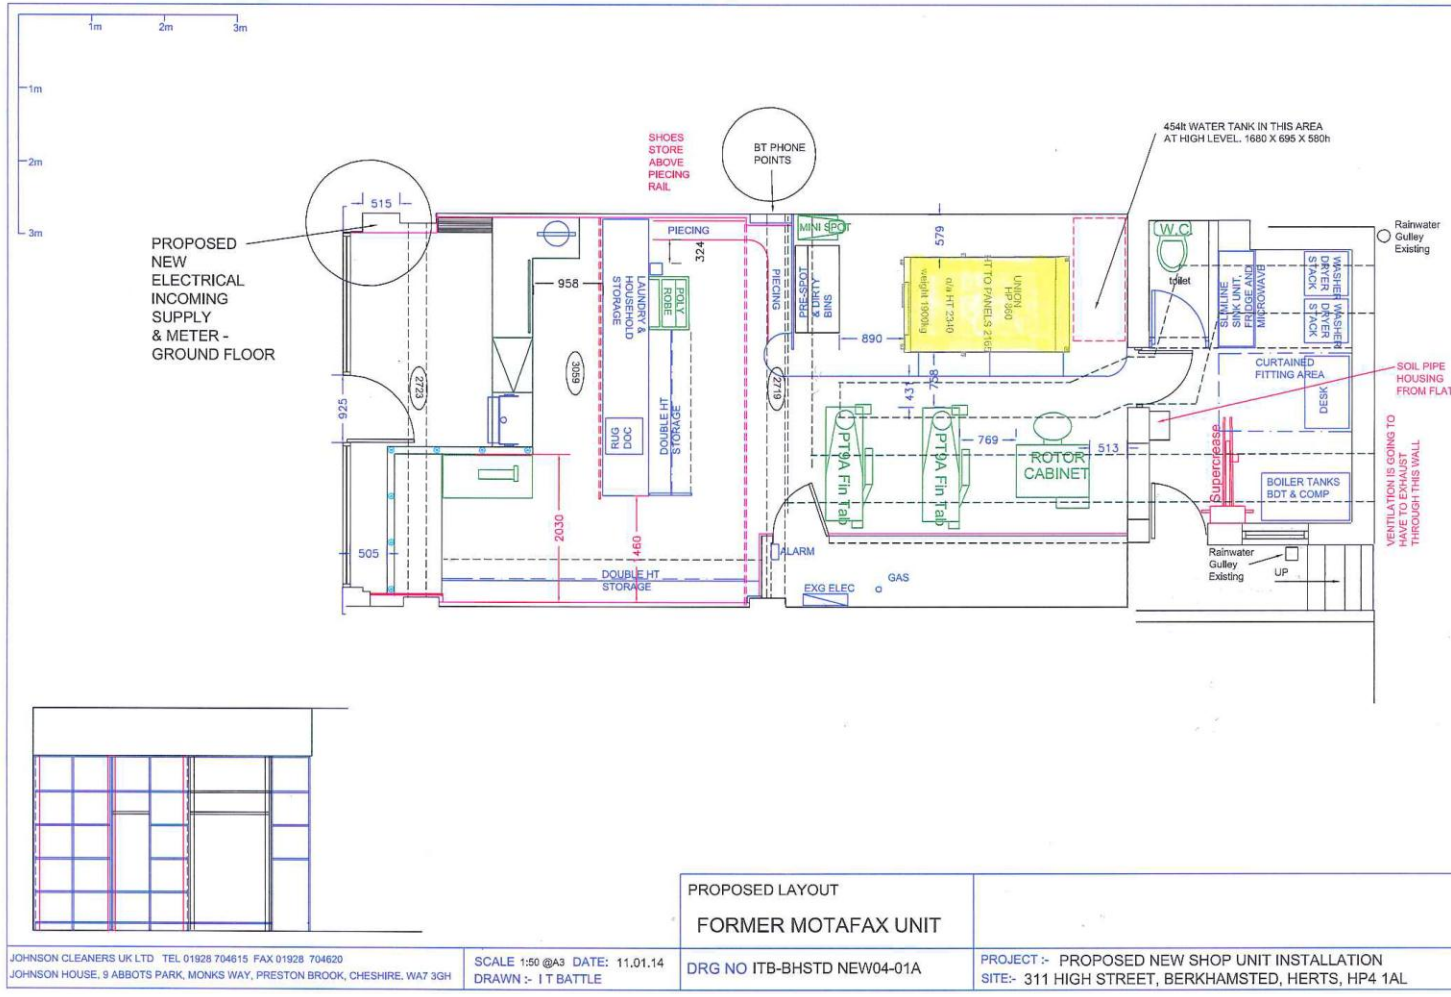 1m
2m
3m
1m
2m
3m
PROPOSED
NEW
ELECTRICAL
INCOMING
SUPPLY
& METER -
GROUND FLOOR
515
925
505
2723
958
3059
SHOES
STORE
ABOVE
PIECING
RAIL
BT PHONE
POINTS
454lt WATER TANK IN THIS AREA
AT HIGH LEVEL. 1680 X 695 X 580h
PIECING
324
LAUNDRY &
HOUSEHOLD
STORAGE
POLY
ROBE
RUG
DOC
DOUBLE HT
STORAGE
2030
460
DOUBLE HT
STORAGE
PIECING
2719
MINI SPOT
PRE-SPOT
& DIRTY
BINS
890
579
UNION
HP 860
HT TO PANELS 2165
o/a HT 2340
weight 1900kg
431
758
PT9A Fin Tab
PT9A Fin Tab
769
ROTOR
CABINET
513
ALARM
EXG ELEC
GAS
W.C
toilet
SLIMLINE
SINK UNIT,
FRIDGE AND
MICROWAVE
WASHER
DRYER
STACK
WASHER
DRYER
STACK
CURTAINED
FITTING AREA
DESK
Supercrease
BOILER TANKS
BDT & COMP
Rainwater
Gulley
Existing
SOIL PIPE
HOUSING
FROM FLAT
VENTILATION IS GOING TO
HAVE TO EXHAUST
THROUGH THIS WALL
Rainwater
Gulley
Existing
UP
PROPOSED LAYOUT
FORMER MOTAFAX UNIT
JOHNSON CLEANERS UK LTD TEL 01928 704615 FAX 01928 704620
JOHNSON HOUSE, 9 ABBOTS PARK, MONKS WAY, PRESTON BROOK, CHESHIRE. WA7 3GH
SCALE 1:50 @A3 DATE: 11.01.14
DRAWN :- I T BATTLE
DRG NO ITB-BHSTD NEW04-01A
PROJECT :- PROPOSED NEW SHOP UNIT INSTALLATION
SITE:- 311 HIGH STREET, BERKHAMSTED, HERTS, HP4 1AL